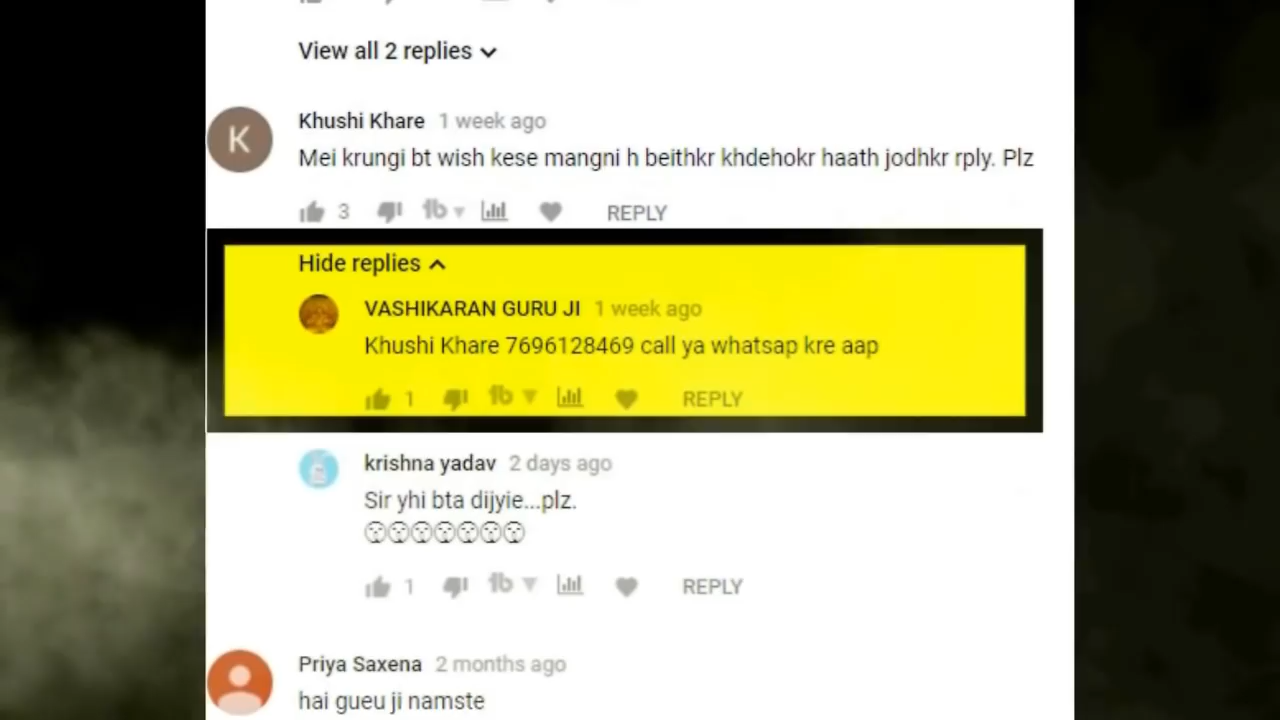 View all 2 replies
K
Khushi Khare 1 week ago
Mei krungi bt wish kese mangni h beithkr khdehokr haath jodhkr rply. Plz
3 tb REPLY
Hide replies
VASHIKARAN GURU JI 1 week ago
Khushi Khare 7696128469 call ya whatsap kre aap
1 tb REPLY
krishna yadav 2 days ago
Sir yhi bta dijyie...plz.
1 tb REPLY
Priya Saxena 2 months ago
hai gueu ji namste